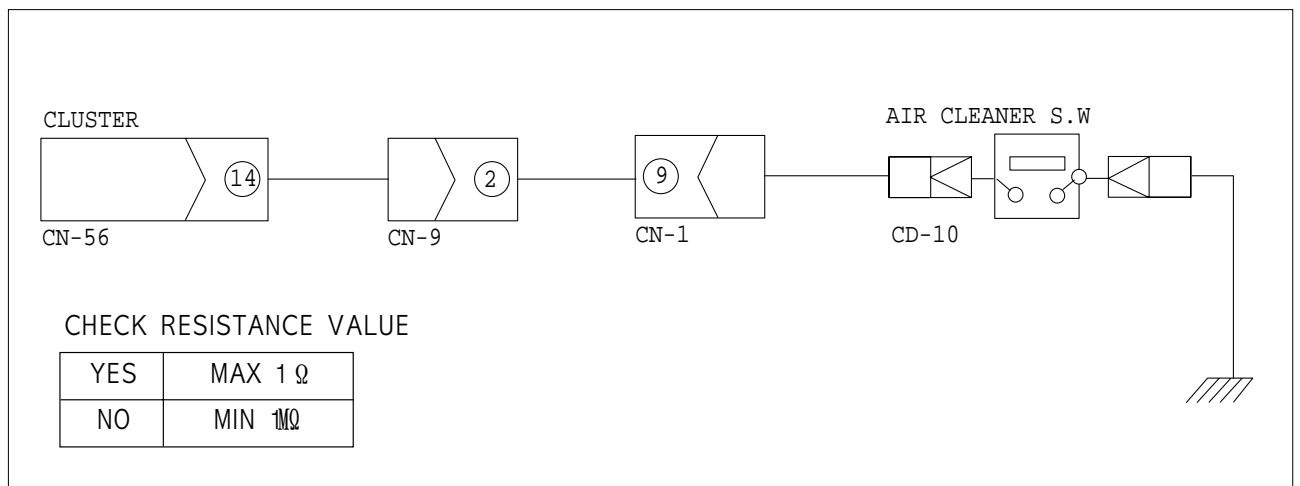 CLUSTER
AIR CLEANER S.W
14
2
9
CN-56
CN-9
CN-1
CD-10
CHECK RESISTANCE VALUE
YES MAX 1 Ω
NO MIN 1MΩ